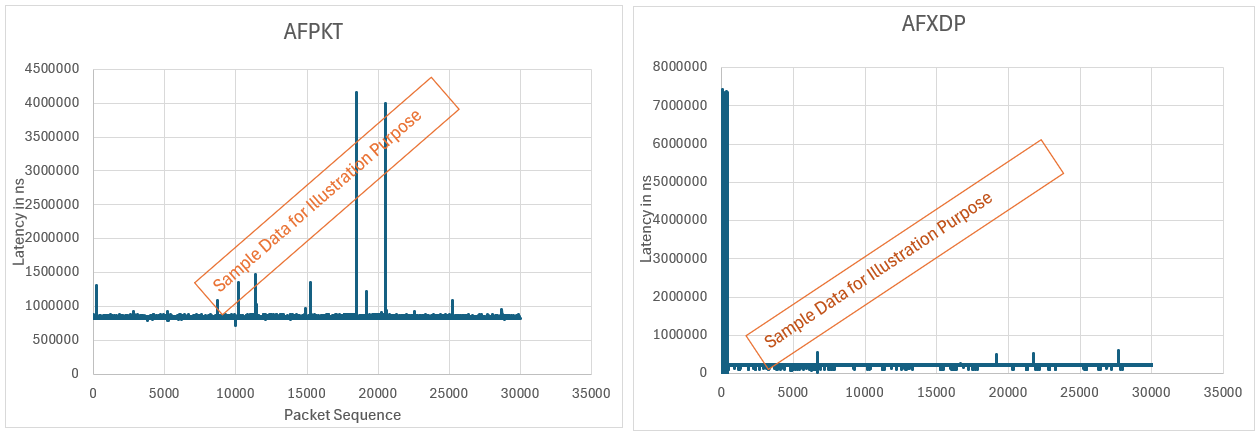 AFPKT
4500000
4000000
3500000
3000000
2500000
2000000
1500000
1000000
500000
0
Latency in ns
Sample Data for Illustration Purpose
0 5000 10000 15000 20000 25000 30000 35000
Packet Sequence
AFXDP
8000000
7000000
6000000
5000000
4000000
3000000
2000000
1000000
0
Latency in ns
Sample Data for Illustration Purpose
0 5000 10000 15000 20000 25000 30000 35000